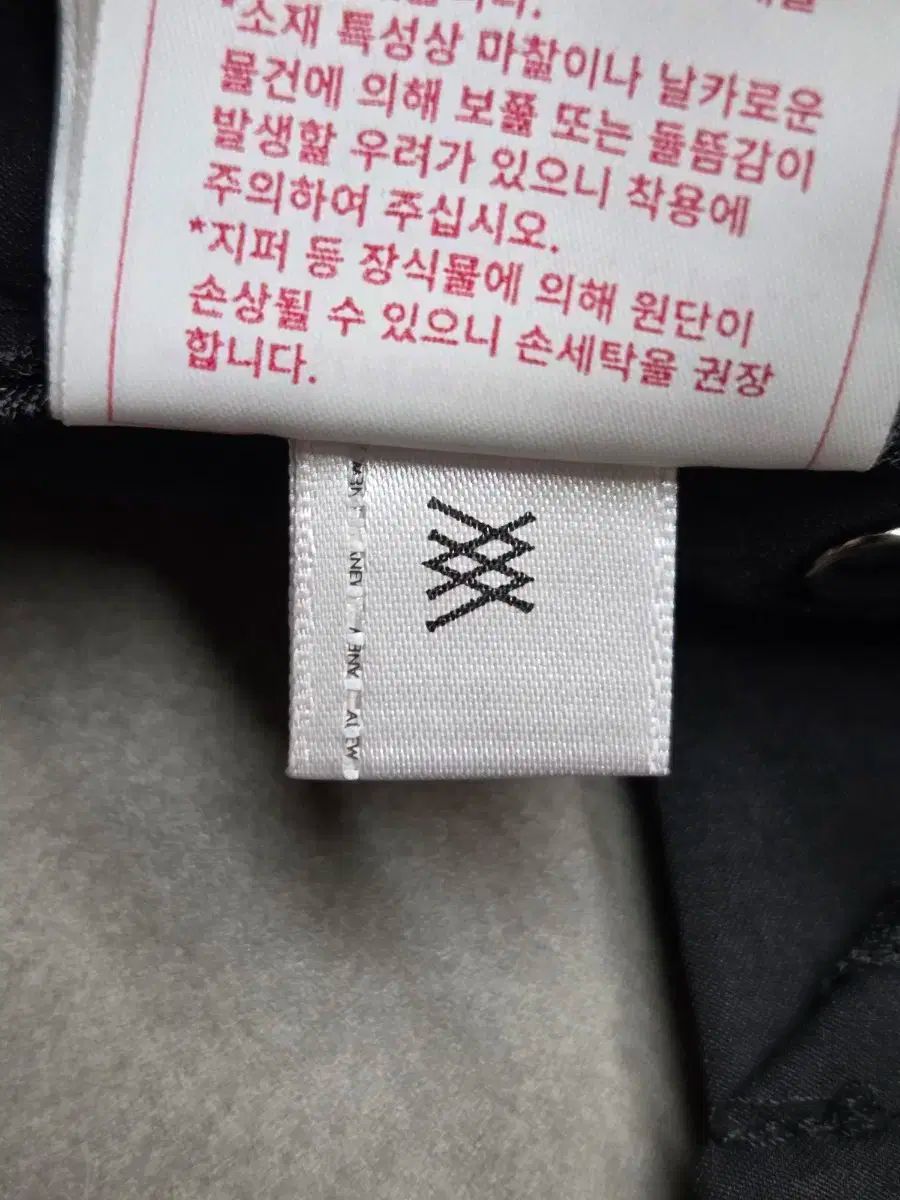 *소재 특성상 마찰이나 날카로운
물건에 의해 보풀 또는 들뜸감이
발생할 우려가 있으니 착용에
주의하여 주십시오.
*지퍼 등 장식물에 의해 원단이
손상될 수 있으니 손세탁을 권장
합니다.